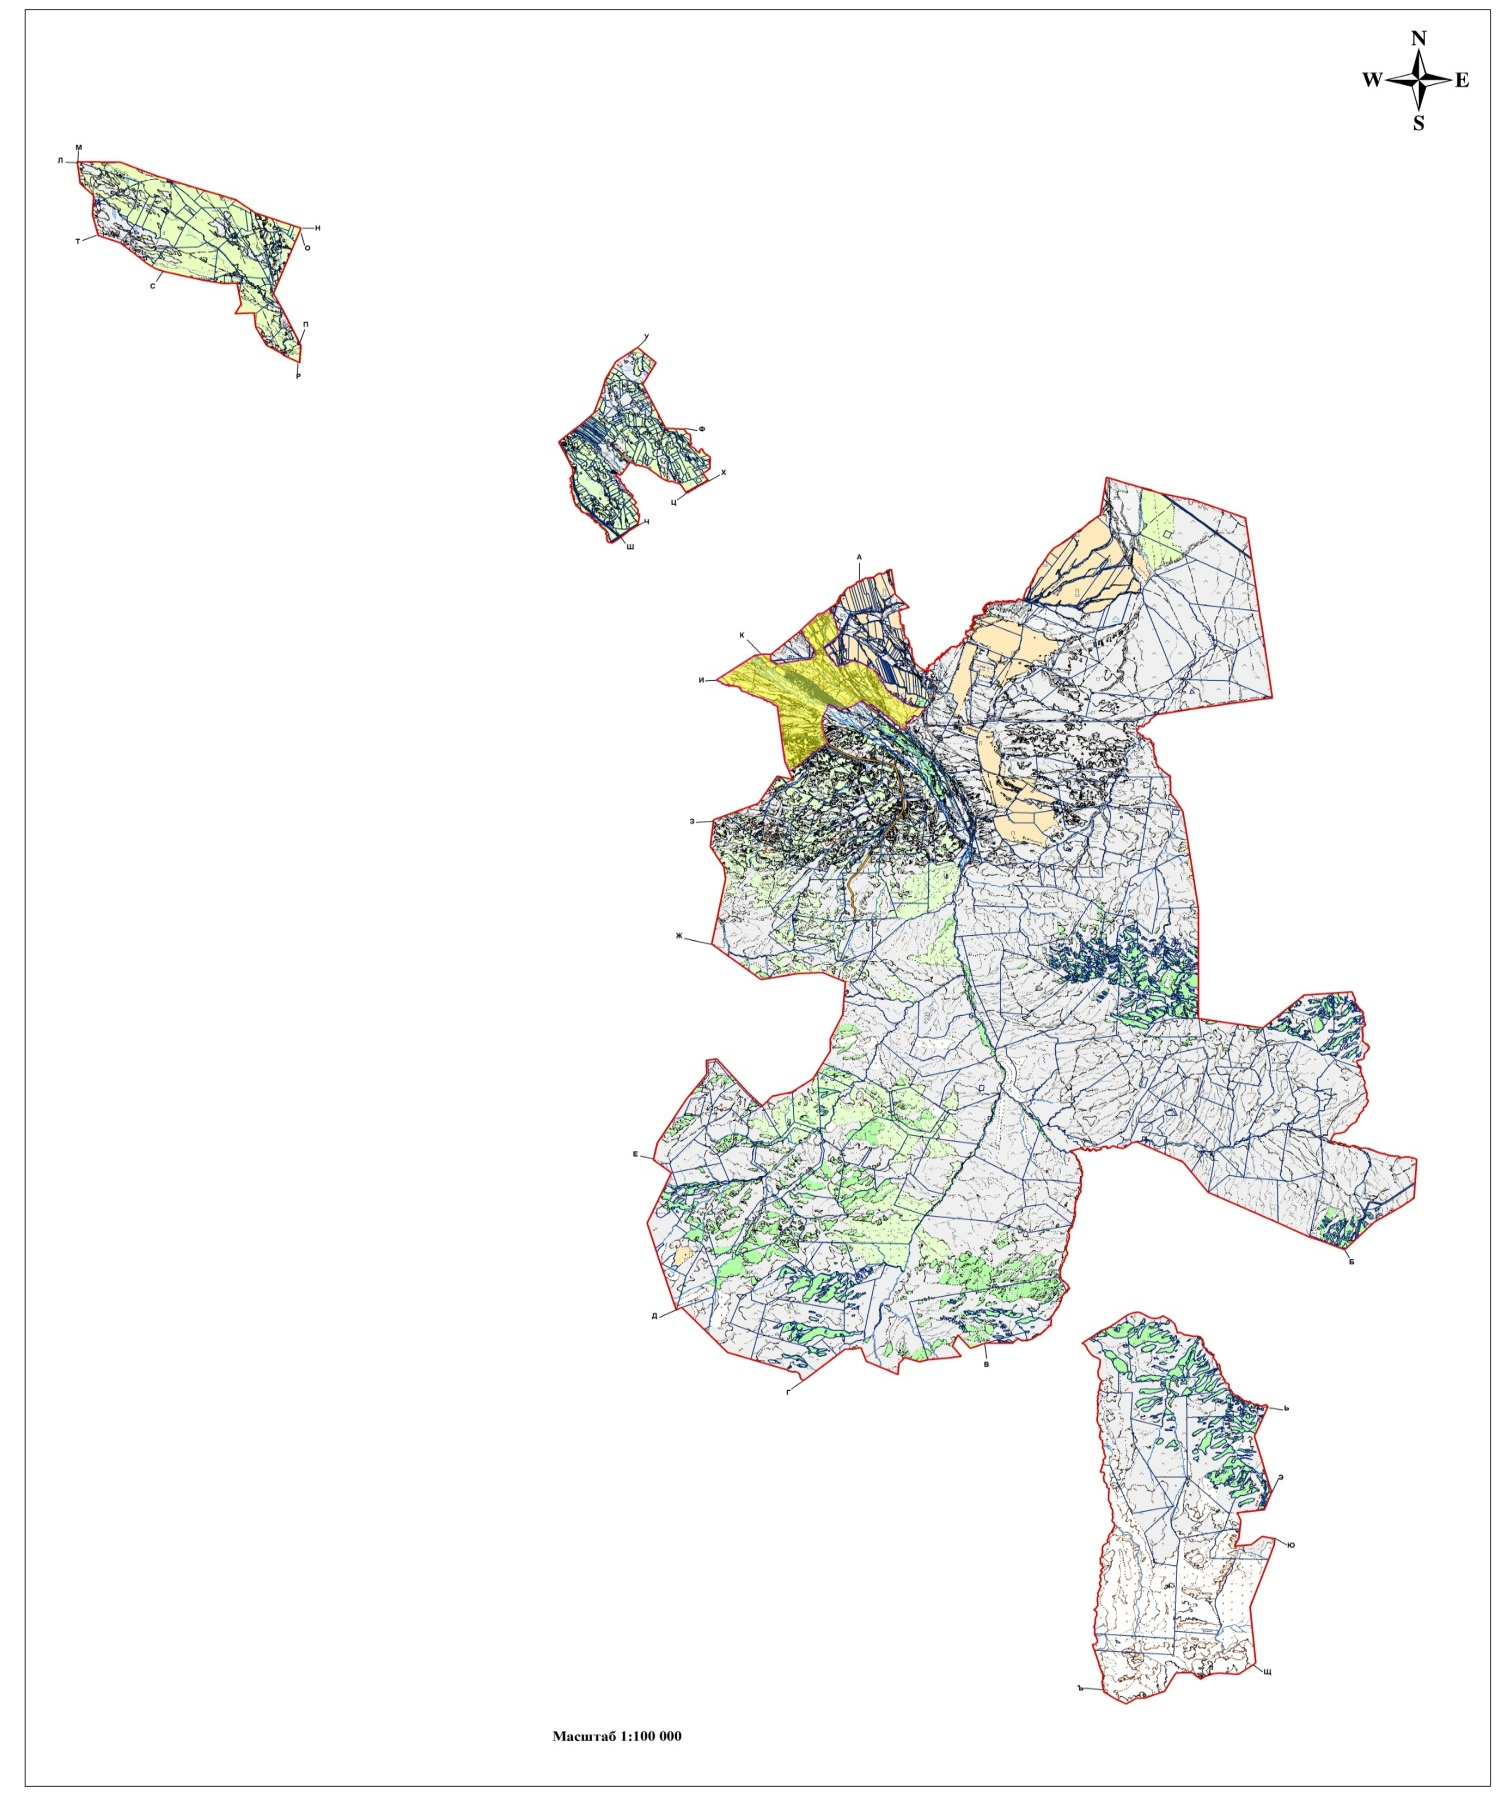 N
W E
S
М
Л
Н
О
Т
С
П
Р
У
Ф
Х
Ц
Ч
Ш
А
К
И
З
Ж
Е
Б
Д
В
Г
Ь
Э
Ю
Щ
Ъ
Масштаб 1:100 000